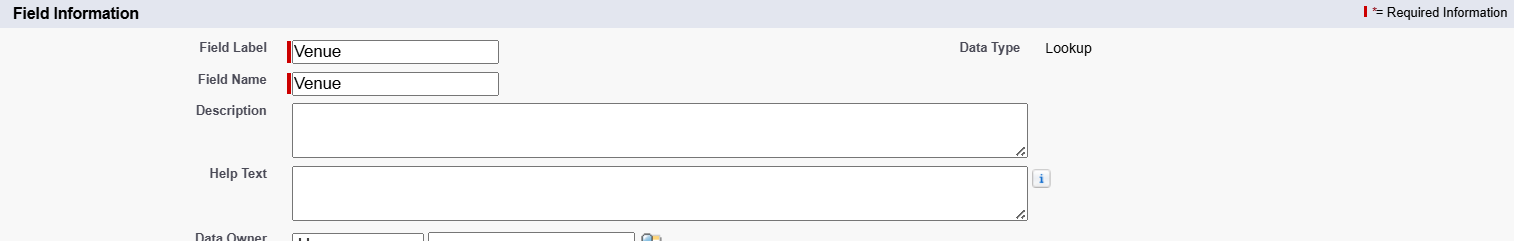 Field Information
*= Required Information
Field Label Venue Data Type Lookup
Field Name Venue
Description
Help Text
i
Data Owner